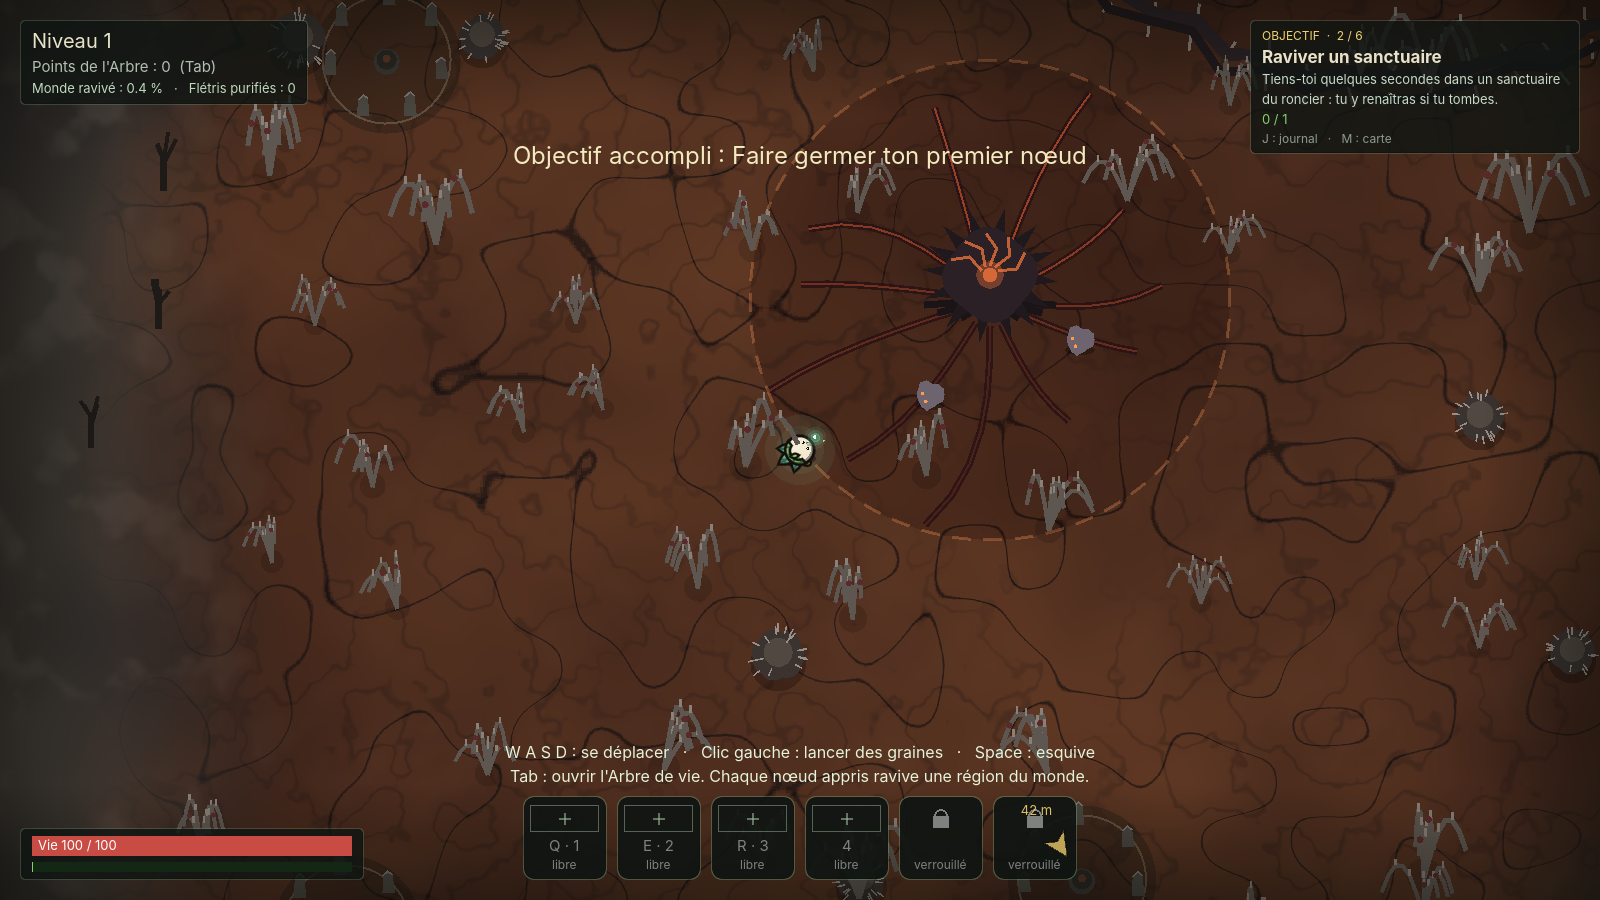 Niveau 1
Points de l'Arbre : 0 (Tab)
Monde ravivé : 0.4 % · Flétris purifiés : 0
OBJECTIF · 2 / 6
Raviver un sanctuaire
Tiens-toi quelques secondes dans un sanctuaire
du roncier : tu y renaîtras si tu tombes.
0 / 1
J : journal · M : carte
Objectif accompli : Faire germer ton premier nœud
W A S D : se déplacer · Clic gauche : lancer des graines · Space : esquive
Tab : ouvrir l'Arbre de vie. Chaque nœud appris ravive une région du monde.
42 m
Q · 1
E · 2
R · 3
4
libre
libre
libre
libre
verrouillé
verrouillé
Vie 100 / 100